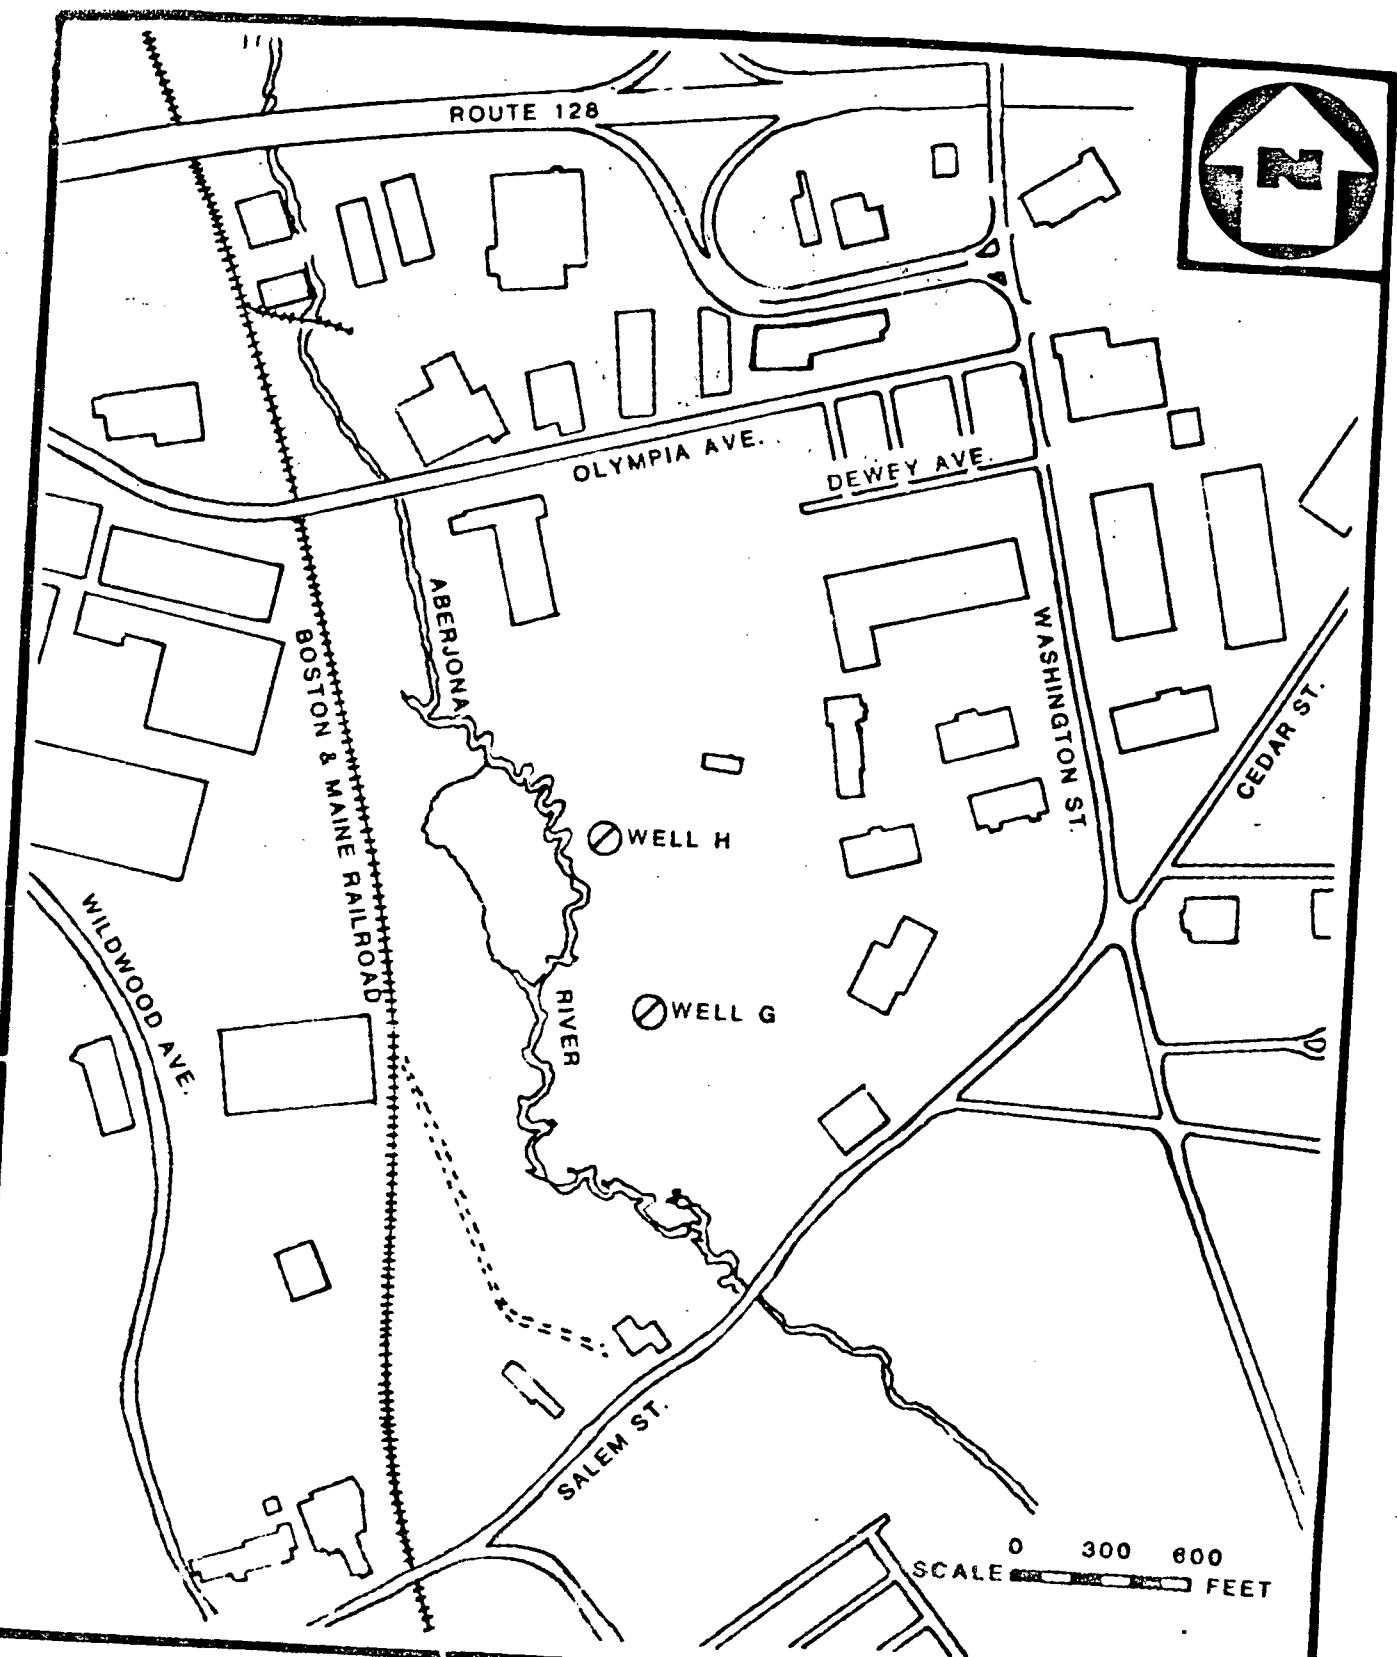 ROUTE 128
N
OLYMPIA AVE.
DEWEY AVE.
ABERJONA
RIVER
BOSTON & MAINE RAILROAD
WASHINGTON ST.
CEDAR ST.
WELL H
WELL G
WILDWOOD AVE.
SALEM ST.
0 300 600
SCALE FEET